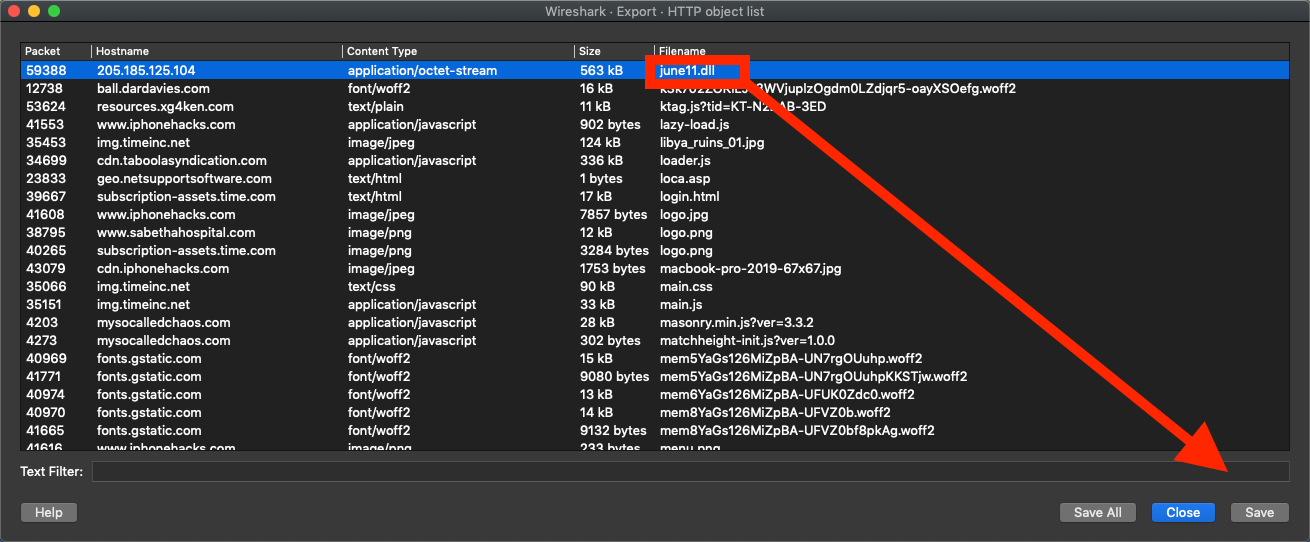 Wireshark · Export · HTTP object list
Packet Hostname Content Type Size Filename
59388 205.185.125.104 application/octet-stream 563 kB june11.dll
12738 ball.dardavies.com font/woff2 16 kB
53624 resources.xg4ken.com text/plain 11 kB
41553 www.iphonehacks.com application/javascript 902 bytes lazy-load.js
35453 img.timeinc.net image/jpeg 124 kB libya_ruins_01.jpg
34699 cdn.taboolasyndication.com application/javascript 336 kB loader.js
23833 geo.netsupportsoftware.com text/html 1 bytes loca.asp
39667 subscription-assets.time.com text/html 17 kB login.html
41608 www.iphonehacks.com image/jpeg 7857 bytes logo.jpg
38795 www.sabethahospital.com image/png 12 kB logo.png
40265 subscription-assets.time.com image/png 3284 bytes logo.png
43079 cdn.iphonehacks.com image/jpeg 1753 bytes macbook-pro-2019-67x67.jpg
35066 img.timeinc.net text/css 90 kB main.css
35151 img.timeinc.net application/javascript 33 kB main.js
4203 mysocalledchaos.com application/javascript 28 kB masonry.min.js?ver=3.3.2
4273 mysocalledchaos.com application/javascript 302 bytes matchheight-init.js?ver=1.0.0
40969 fonts.gstatic.com font/woff2 15 kB mem5YaGs126MiZpBA-UN7rgOUuhp.woff2
41771 fonts.gstatic.com font/woff2 9080 bytes mem5YaGs126MiZpBA-UN7rgOUuhpKKSTjw.woff2
40974 fonts.gstatic.com font/woff2 13 kB mem6YaGs126MiZpBA-UFUK0Zdc0.woff2
40970 fonts.gstatic.com font/woff2 14 kB mem8YaGs126MiZpBA-UFVZ0b.woff2
41665 fonts.gstatic.com font/woff2 9132 bytes mem8YaGs126MiZpBA-UFVZ0bf8pkAg.woff2
41616 www.iphonehacks.com image/png 233 bytes menu.png
Text Filter:
Help Save All Close Save